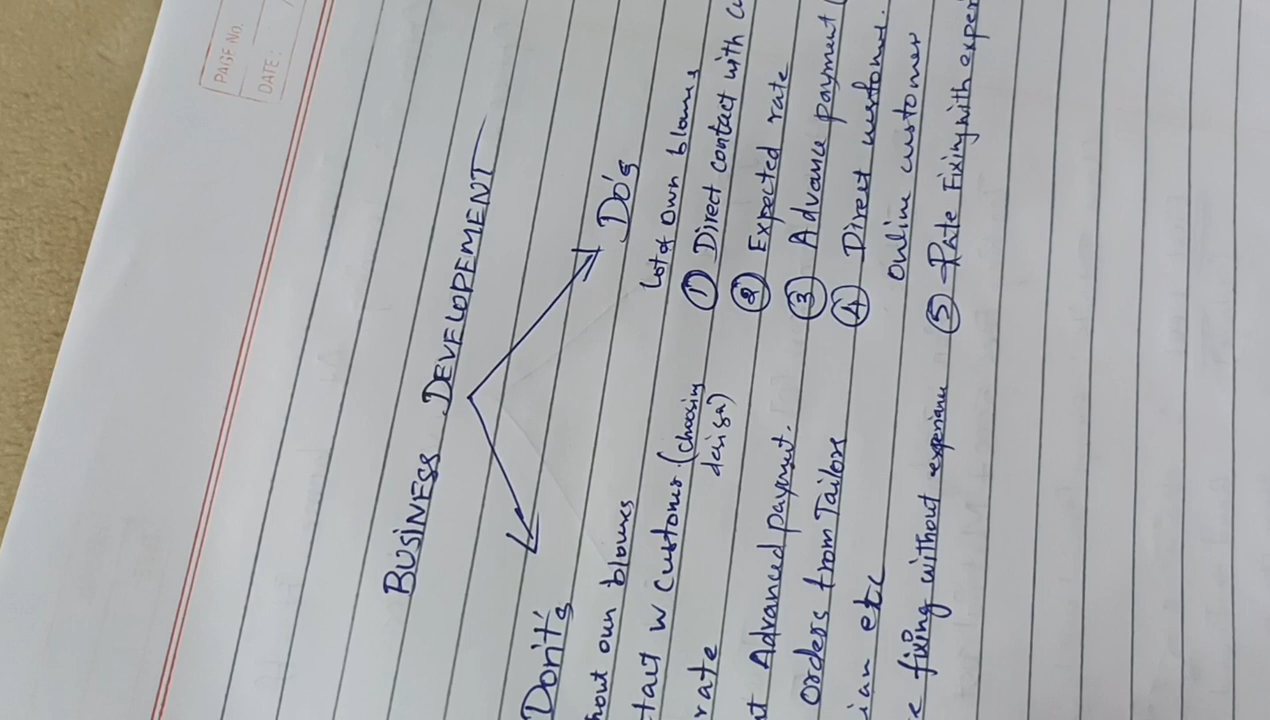 PAGE No.
DATE:
BUSINESS DEVELOPEMENT
Don't's
hout own blouses
tact w Customer (choosing
design)
rate
Advanced payment.
orders from Tailors
ian etc
fixing without experience
Do's
Lot of own blouses
① Direct contact with cu
② Expected rate
③ Advance payment (
④ Direct customer.
Online customer
⑤ Rate Fixing with exper